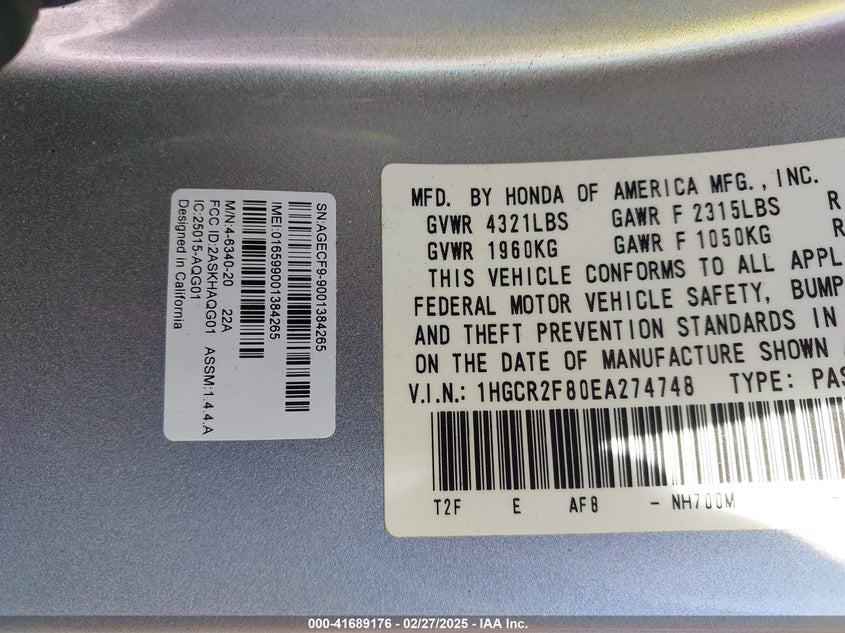 SN:AGECF9-9001384265
IMEI:016599001384265
M/N:4-6340-20 22A
FCC ID:2ASKHAQG01 ASSM:1.4.4.A
IC:25015-AQG01
Designed in California
MFD. BY HONDA OF AMERICA MFG., INC.
GVWR 4321LBS GAWR F 2315LBS R
GVWR 1960KG GAWR F 1050KG R
THIS VEHICLE CONFORMS TO ALL APPL
FEDERAL MOTOR VEHICLE SAFETY, BUMP
AND THEFT PREVENTION STANDARDS IN
ON THE DATE OF MANUFACTURE SHOWN
V.I.N.: 1HGCR2F80EA274748 TYPE: PAS
T2F E AF8 - NH700M -
000-41689176 - 02/27/2025 - IAA Inc.